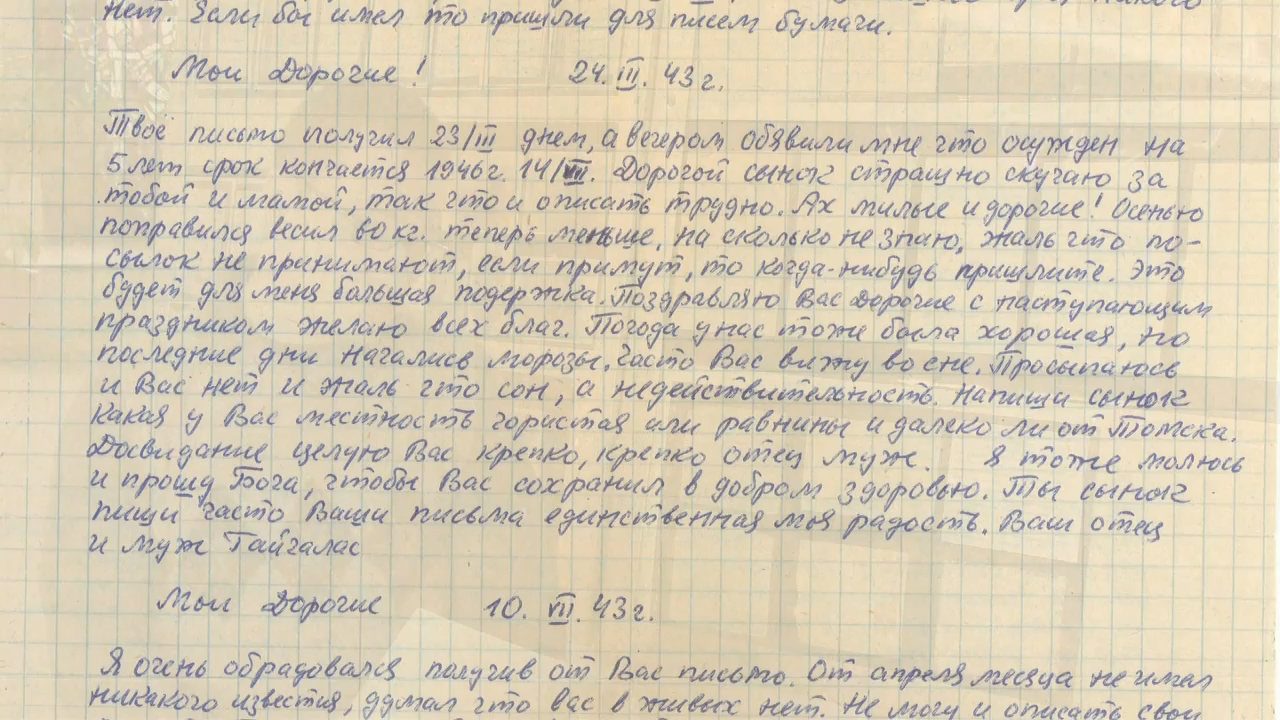 нет. Если бы имел то пришли для писем бумаги.
Мои Дорогие! 24.III.43 г.
Твоё письмо получил 23/III днем, а вечером обявили мне что осужден на
5 лет срок кончается 1946 г. 14/VII. Дорогой сынок страшно скучаю за
тобой и мамой, так что и описать трудно. Ах милые и дорогие! Осенью
поправился весил 60 кг. теперь меньше, на сколько не знаю, жаль что по-
сылок не принимают, если примут, то когда-нибудь пришлите. Это
будет для меня большая подержка. Поздравляю Вас Дорогие с наступающим
праздником желаю всех благ. Погода у нас тоже была хорошая, но
последние дни начались морозы. Часто Вас вижу во сне. Просыпаюсь
и Вас нет и жаль что сон, а недействительность. Напиши сынок
какая у Вас местность гористая или равнины и далеко ли от Томска.
Досвидание целую Вас крепко, крепко отец муж. Я тоже молюсь
и прошу Бога, чтобы Вас сохранил в добром здоровью. Ты сынок
пиши часто Ваши письма единственная моя радость. Ваш отец
и муж Гайгалас
Мои Дорогие 10.VII.43 г.
Я очень обрадовался получив от Вас письмо. От апреля месяца не имел
никакого известия, думал что вас в живых нет. Не могу и описать свои